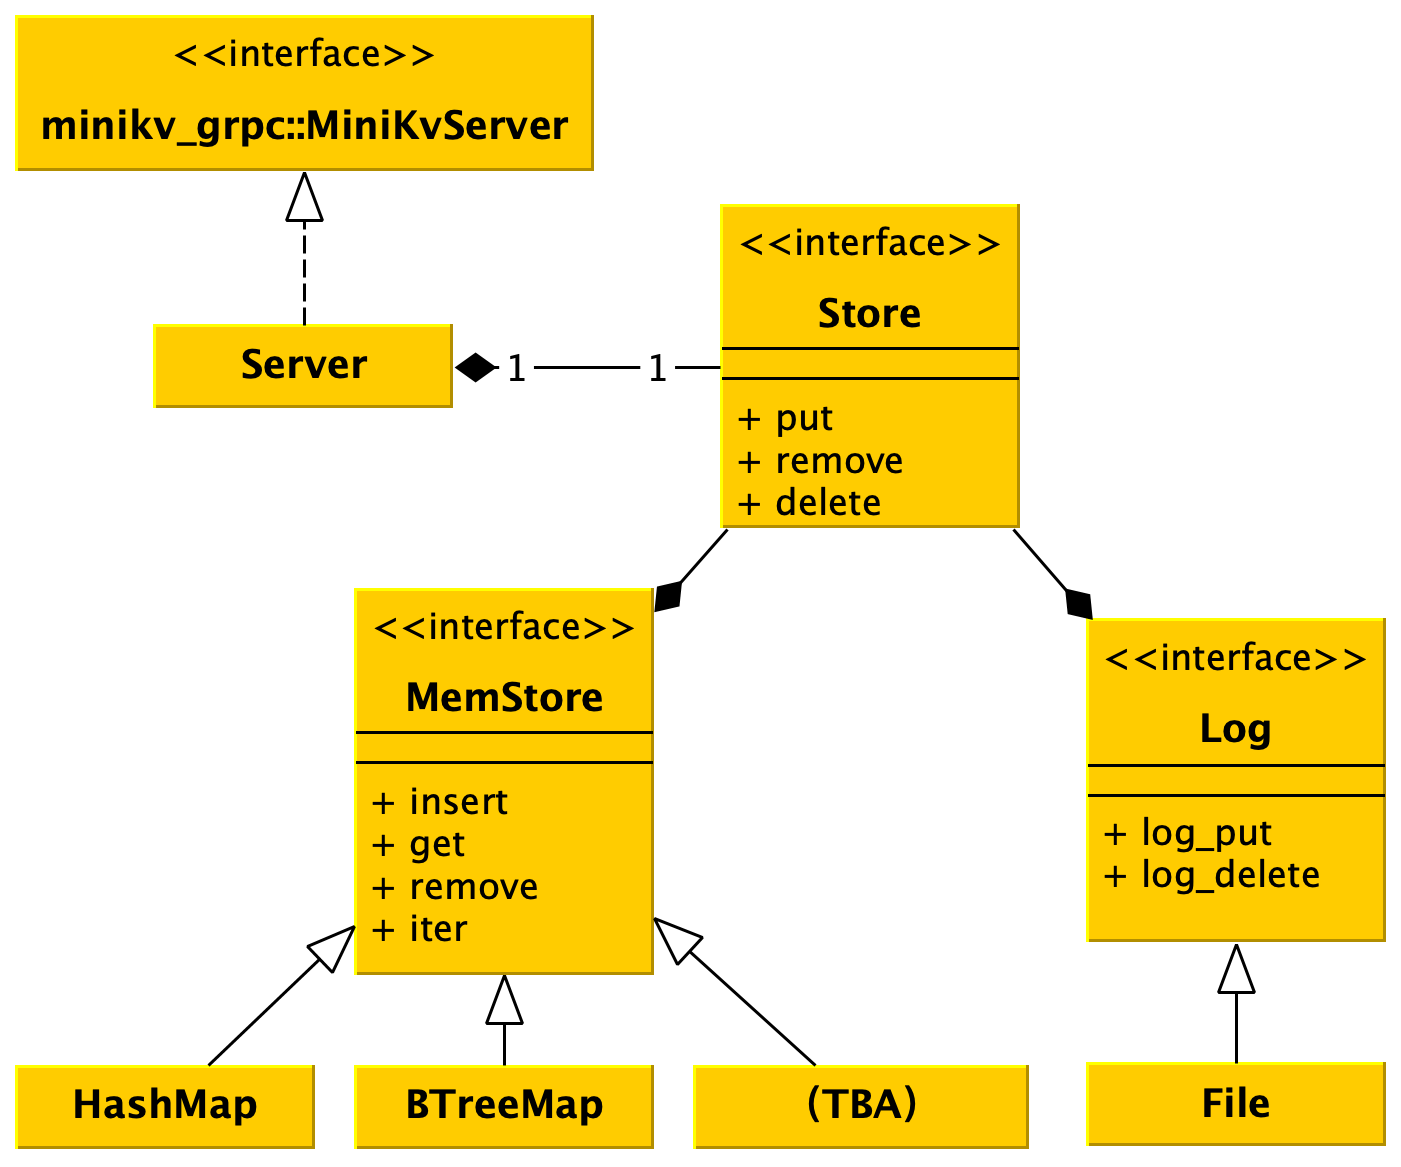 <<interface>>
minikv_grpc::MiniKvServer
Server
1
1
<<interface>>
Store
+ put
+ remove
+ delete
<<interface>>
MemStore
+ insert
+ get
+ remove
+ iter
<<interface>>
Log
+ log_put
+ log_delete
HashMap
BTreeMap
(TBA)
File